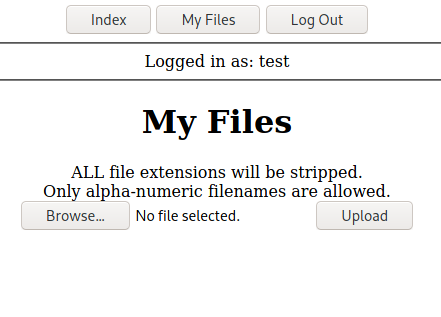 Index My Files Log Out
Logged in as: test
My Files
ALL file extensions will be stripped.
Only alpha-numeric filenames are allowed.
Browse... No file selected. Upload